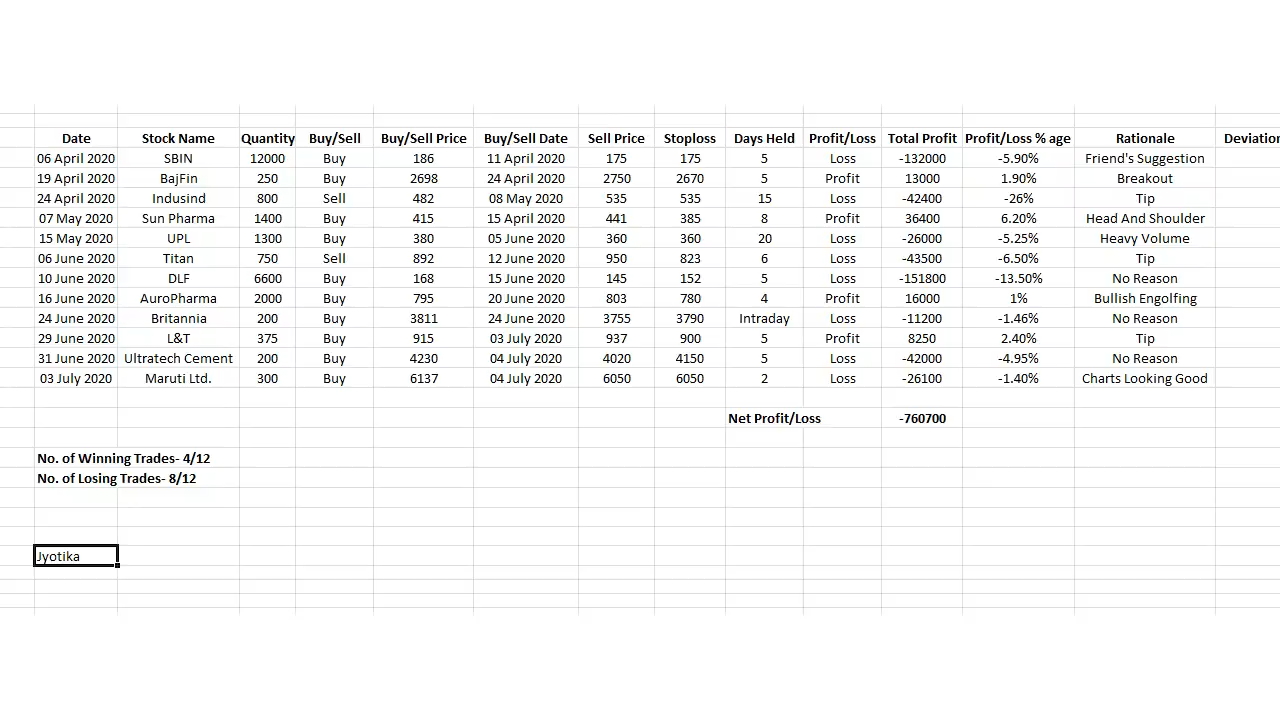 Date Stock Name Quantity Buy/Sell Buy/Sell Price Buy/Sell Date Sell Price Stoploss Days Held Profit/Loss Total Profit Profit/Loss % age Rationale Deviation
06 April 2020 SBIN 12000 Buy 186 11 April 2020 175 175 5 Loss -132000 -5.90% Friend's Suggestion
19 April 2020 BajFin 250 Buy 2698 24 April 2020 2750 2670 5 Profit 13000 1.90% Breakout
24 April 2020 Indusind 800 Sell 482 08 May 2020 535 535 15 Loss -42400 -26% Tip
07 May 2020 Sun Pharma 1400 Buy 415 15 April 2020 441 385 8 Profit 36400 6.20% Head And Shoulder
15 May 2020 UPL 1300 Buy 380 05 June 2020 360 360 20 Loss -26000 -5.25% Heavy Volume
06 June 2020 Titan 750 Sell 892 12 June 2020 950 823 6 Loss -43500 -6.50% Tip
10 June 2020 DLF 6600 Buy 168 15 June 2020 145 152 5 Loss -151800 -13.50% No Reason
16 June 2020 AuroPharma 2000 Buy 795 20 June 2020 803 780 4 Profit 16000 1% Bullish Engolfing
24 June 2020 Britannia 200 Buy 3811 24 June 2020 3755 3790 Intraday Loss -11200 -1.46% No Reason
29 June 2020 L&T 375 Buy 915 03 July 2020 937 900 5 Profit 8250 2.40% Tip
31 June 2020 Ultratech Cement 200 Buy 4230 04 July 2020 4020 4150 5 Loss -42000 -4.95% No Reason
03 July 2020 Maruti Ltd. 300 Buy 6137 04 July 2020 6050 6050 2 Loss -26100 -1.40% Charts Looking Good
Net Profit/Loss -760700
No. of Winning Trades- 4/12
No. of Losing Trades- 8/12
Jyotika